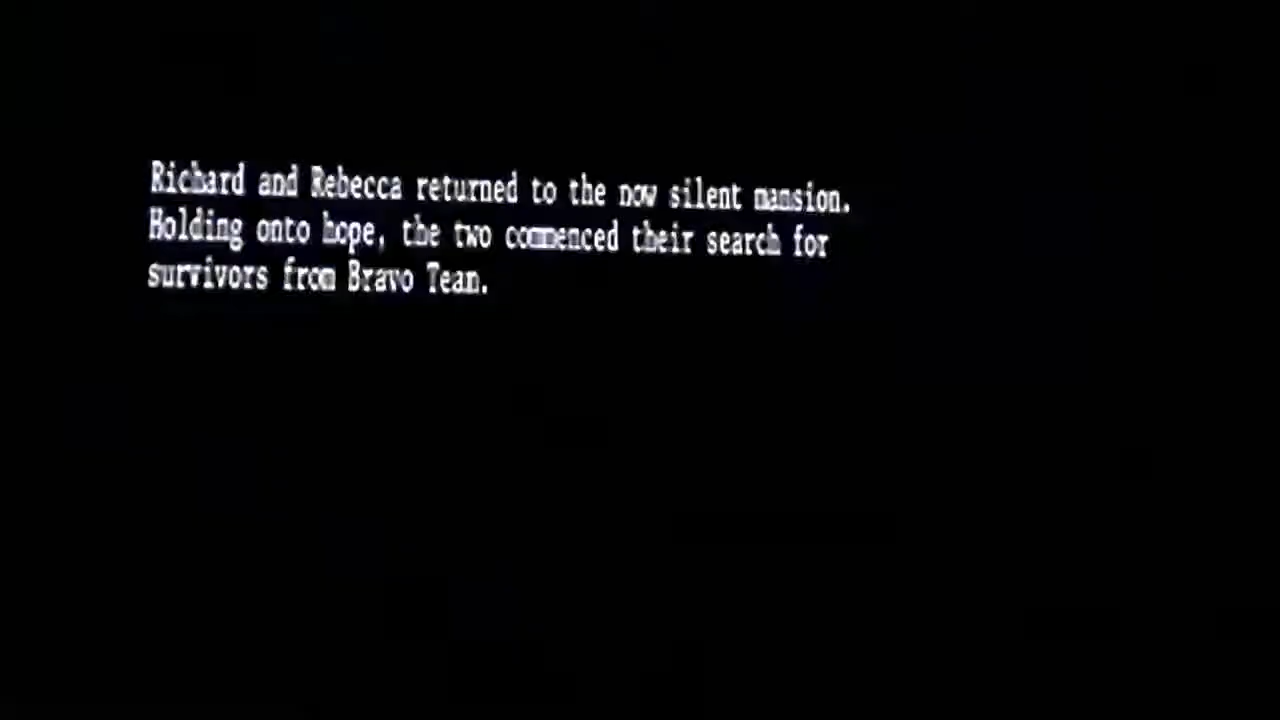 Richard and Rebecca returned to the now silent mansion.
Holding onto hope, the two commenced their search for
survivors from Bravo Team.